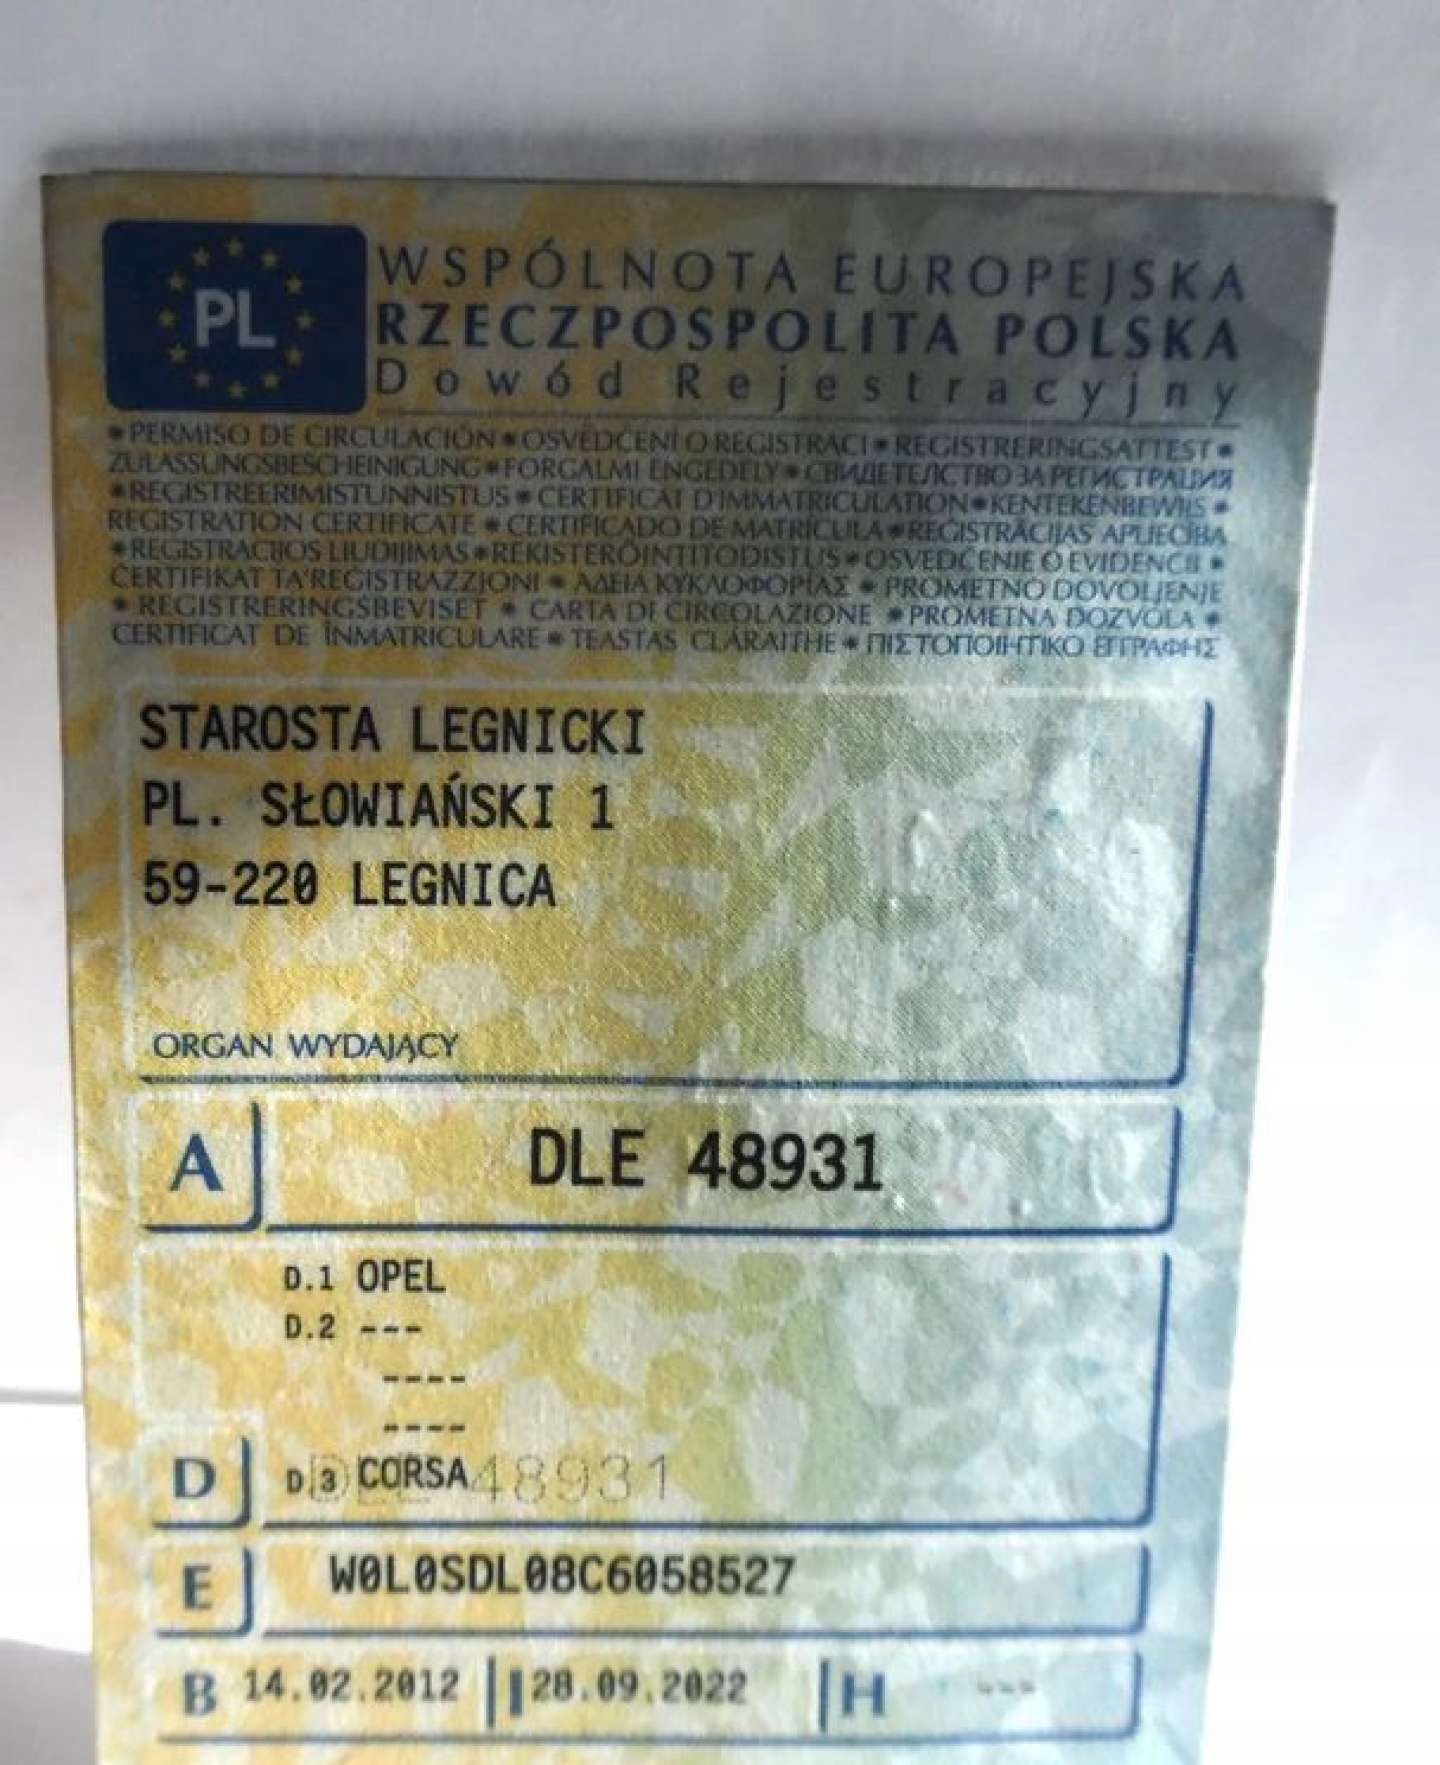 PL
WSPÓLNOTA EUROPEJSKA
RZECZPOSPOLITA POLSKA
Dowód Rejestracyjny
*PERMISO DE CIRCULACIÓN*OSVĚDČENÍ O REGISTRACI*REGISTRERINGSATTEST*
ZULASSUNGSBESCHEINIGUNG*FORGALMI ENGEDÉLY*СВИДЕТЕЛСТВО ЗА РЕГИСТРАЦИЯ
*REGISTREERIMISTUNNISTUS*CERTIFICAT D'IMMATRICULATION*KENTEKENBEWIJS*
REGISTRATION CERTIFICATE*CERTIFICADO DE MATRÍCULA*REGISTRĀCIJAS APLIECĪBA
*REGISTRACIJOS LIUDIJIMAS*REKISTERÖINTITODISTUS*OSVEDČENIE O EVIDENCII*
ĊERTIFIKAT TA'REĠISTRAZZJONI*ΑΔΕΙΑ ΚΥΚΛΟΦΟΡΙΑΣ*PROMETNO DOVOLJENJE
*REGISTRERINGSBEVISET*CARTA DI CIRCOLAZIONE*PROMETNA DOZVOLA*
CERTIFICAT DE ÎNMATRICULARE*TEASTAS CLÁRAITHE*ΠΙΣΤΟΠΟΙΗΤΙΚΟ ΕΓΓΡΑΦΗΣ
STAROSTA LEGNICKI
PL. SŁOWIAŃSKI 1
59-220 LEGNICA
ORGAN WYDAJĄCY
A DLE 48931
D.1 OPEL
D.2 ---
----
----
D D.3 CORSA
DLE 48931
E W0L0SDL08C6058527
B 14.02.2012 I 28.09.2022 H ---